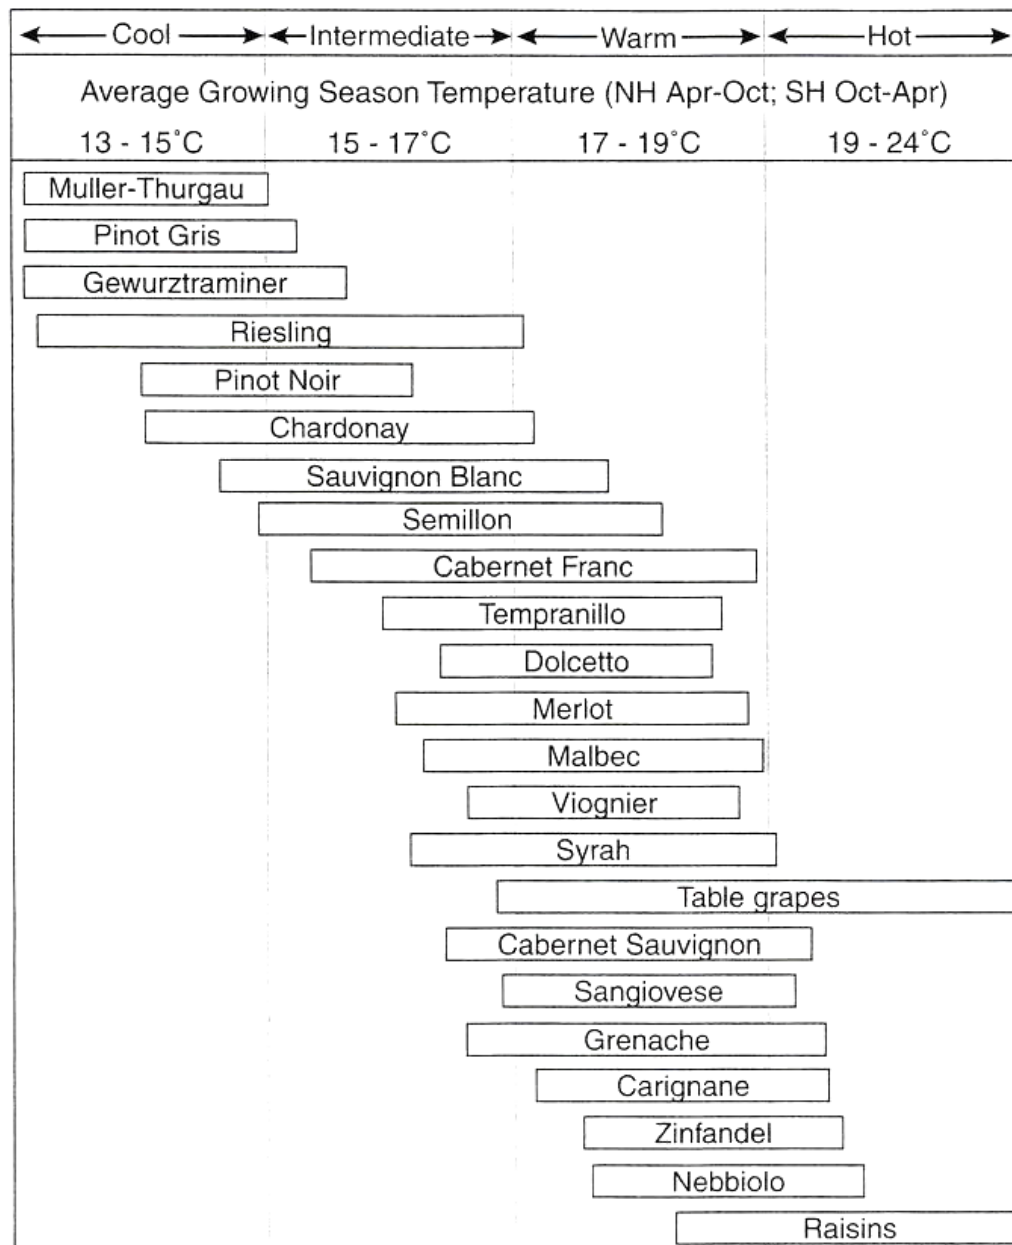 Cool Intermediate Warm Hot
Average Growing Season Temperature (NH Apr-Oct; SH Oct-Apr)
13 - 15˚C 15 - 17˚C 17 - 19˚C 19 - 24˚C
Muller-Thurgau
Pinot Gris
Gewurztraminer
Riesling
Pinot Noir
Chardonay
Sauvignon Blanc
Semillon
Cabernet Franc
Tempranillo
Dolcetto
Merlot
Malbec
Viognier
Syrah
Table grapes
Cabernet Sauvignon
Sangiovese
Grenache
Carignane
Zinfandel
Nebbiolo
Raisins